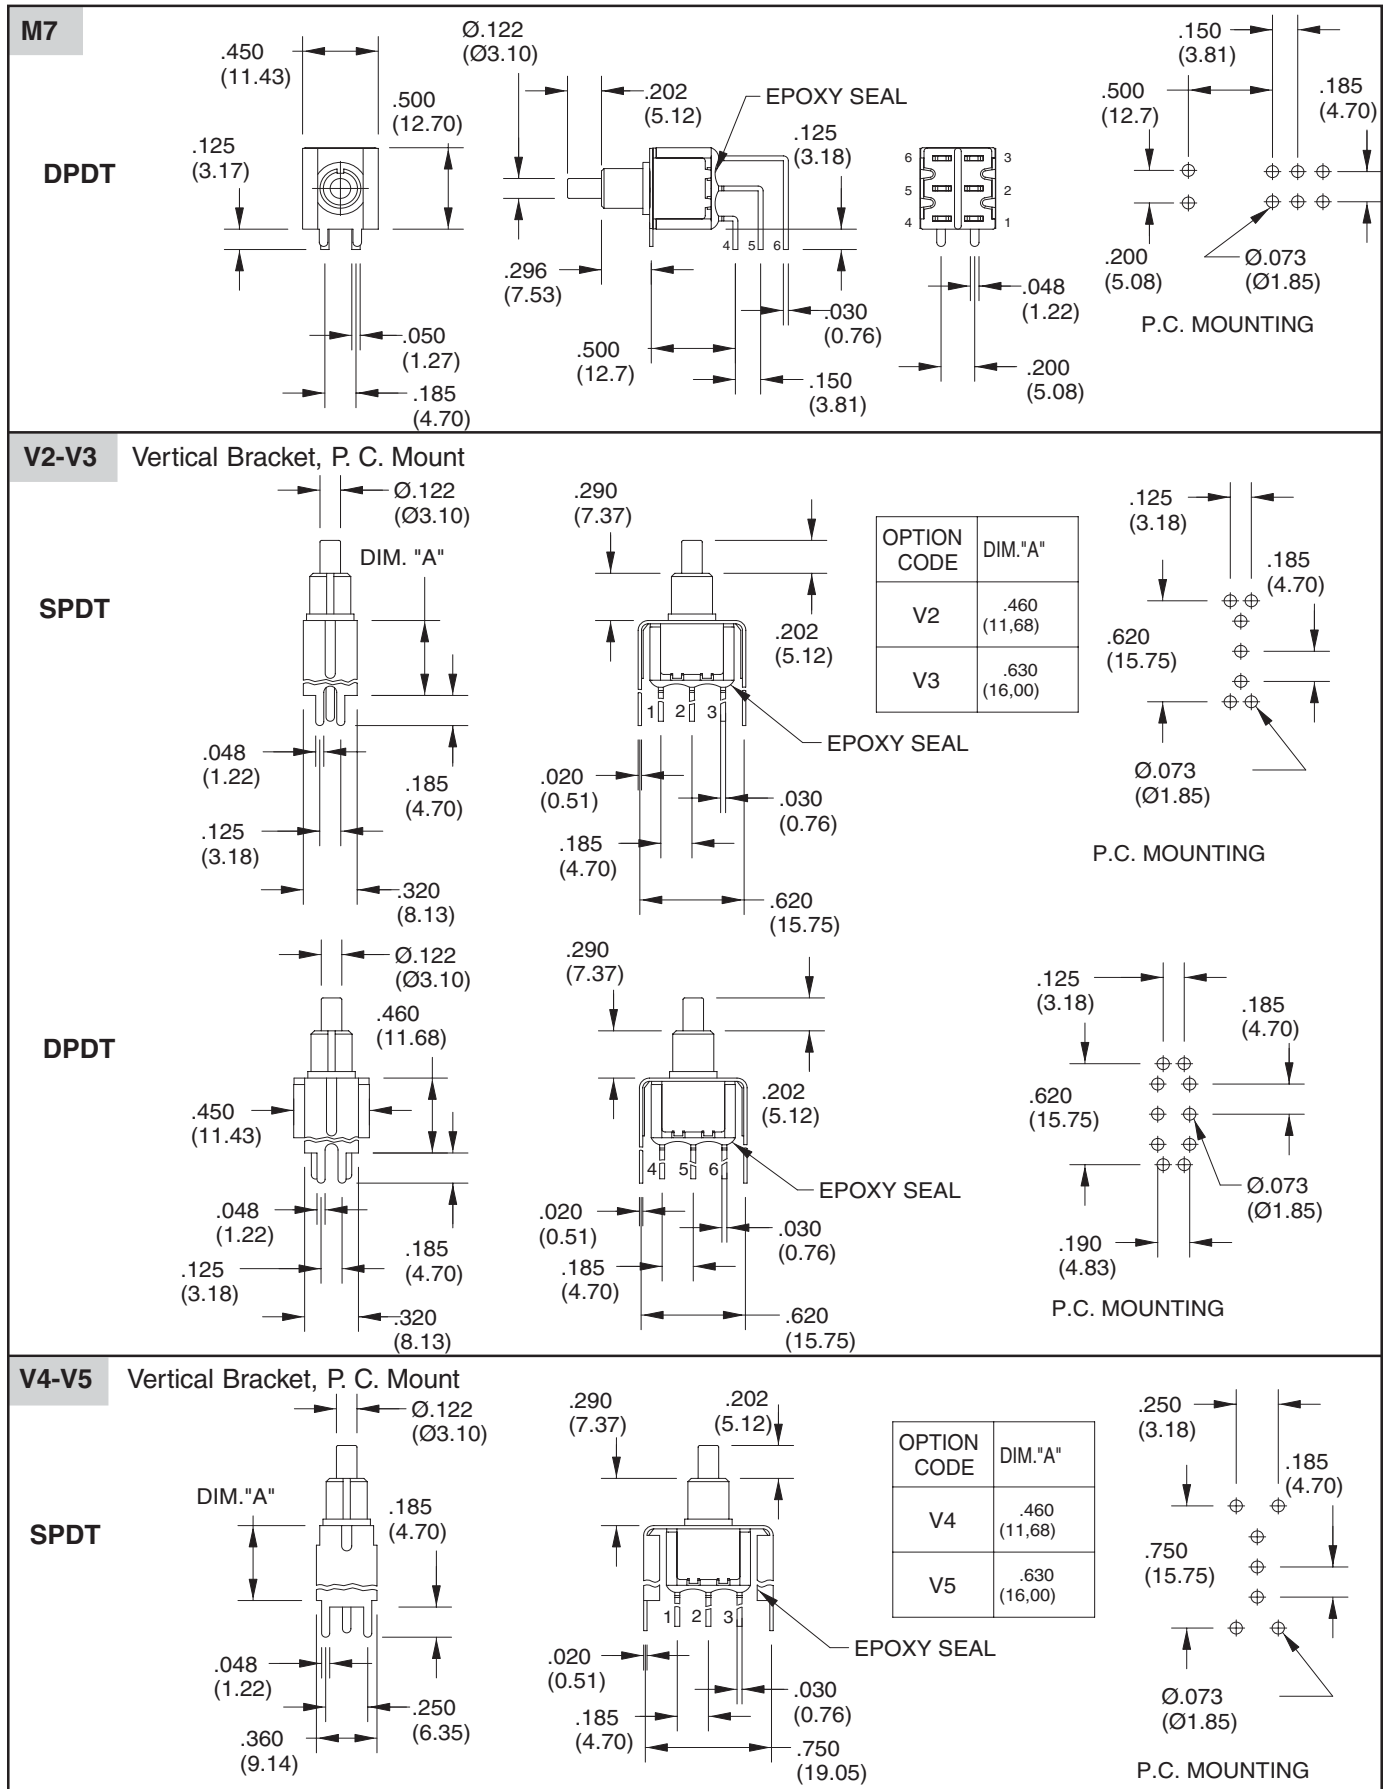 M7
DPDT
.450
(11.43)
.500
(12.70)
.125
(3.17)
.050
(1.27)
.185
(4.70)
Ø.122
(Ø3.10)
.202
(5.12)
EPOXY SEAL
.125
(3.18)
4 5 6
.296
(7.53)
.030
(0.76)
.500
(12.7)
.150
(3.81)
6 3
5 2
4 1
.048
(1.22)
.200
(5.08)
.150
(3.81)
.500
(12.7)
.185
(4.70)
.200
(5.08)
Ø.073
(Ø1.85)
P.C. MOUNTING
V2-V3 Vertical Bracket, P. C. Mount
SPDT
Ø.122
(Ø3.10)
DIM. "A"
.048
(1.22)
.185
(4.70)
.125
(3.18)
.320
(8.13)
.290
(7.37)
.202
(5.12)
1 2 3
EPOXY SEAL
.020
(0.51)
.030
(0.76)
.185
(4.70)
.620
(15.75)
OPTION CODE DIM."A"
V2 .460 (11,68)
V3 .630 (16,00)
.125
(3.18)
.185
(4.70)
.620
(15.75)
Ø.073
(Ø1.85)
P.C. MOUNTING
DPDT
Ø.122
(Ø3.10)
.460
(11.68)
.450
(11.43)
.048
(1.22)
.185
(4.70)
.125
(3.18)
.320
(8.13)
.290
(7.37)
.202
(5.12)
4 5 6
EPOXY SEAL
.020
(0.51)
.030
(0.76)
.185
(4.70)
.620
(15.75)
.125
(3.18)
.185
(4.70)
.620
(15.75)
Ø.073
(Ø1.85)
.190
(4.83)
P.C. MOUNTING
V4-V5 Vertical Bracket, P. C. Mount
SPDT
Ø.122
(Ø3.10)
DIM."A"
.185
(4.70)
.048
(1.22)
.250
(6.35)
.360
(9.14)
.290
(7.37)
.202
(5.12)
1 2 3
EPOXY SEAL
.020
(0.51)
.030
(0.76)
.185
(4.70)
.750
(19.05)
OPTION CODE DIM."A"
V4 .460 (11,68)
V5 .630 (16,00)
.250
(3.18)
.185
(4.70)
.750
(15.75)
Ø.073
(Ø1.85)
P.C. MOUNTING